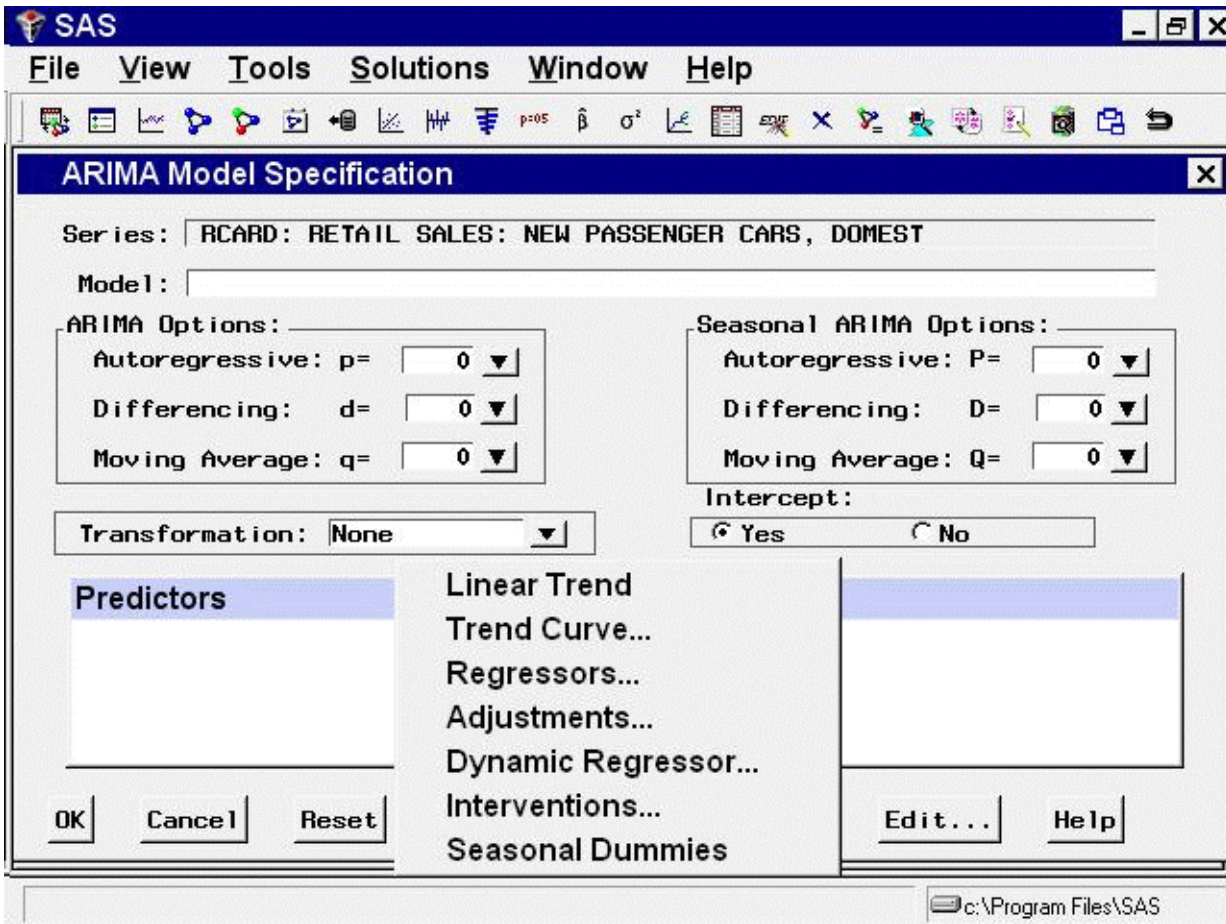 SAS
File View Tools Solutions Window Help
p=05 β̂ σ² EDIT
ARIMA Model Specification
Series: RCARD: RETAIL SALES: NEW PASSENGER CARS, DOMEST
Model:
ARIMA Options:
Autoregressive: p= 0
Differencing: d= 0
Moving Average: q= 0
Seasonal ARIMA Options:
Autoregressive: P= 0
Differencing: D= 0
Moving Average: Q= 0
Transformation: None
Intercept:
Yes No
Predictors
Linear Trend
Trend Curve...
Regressors...
Adjustments...
Dynamic Regressor...
Interventions...
Seasonal Dummies
OK Cancel Reset Edit... Help
c:\Program Files\SAS